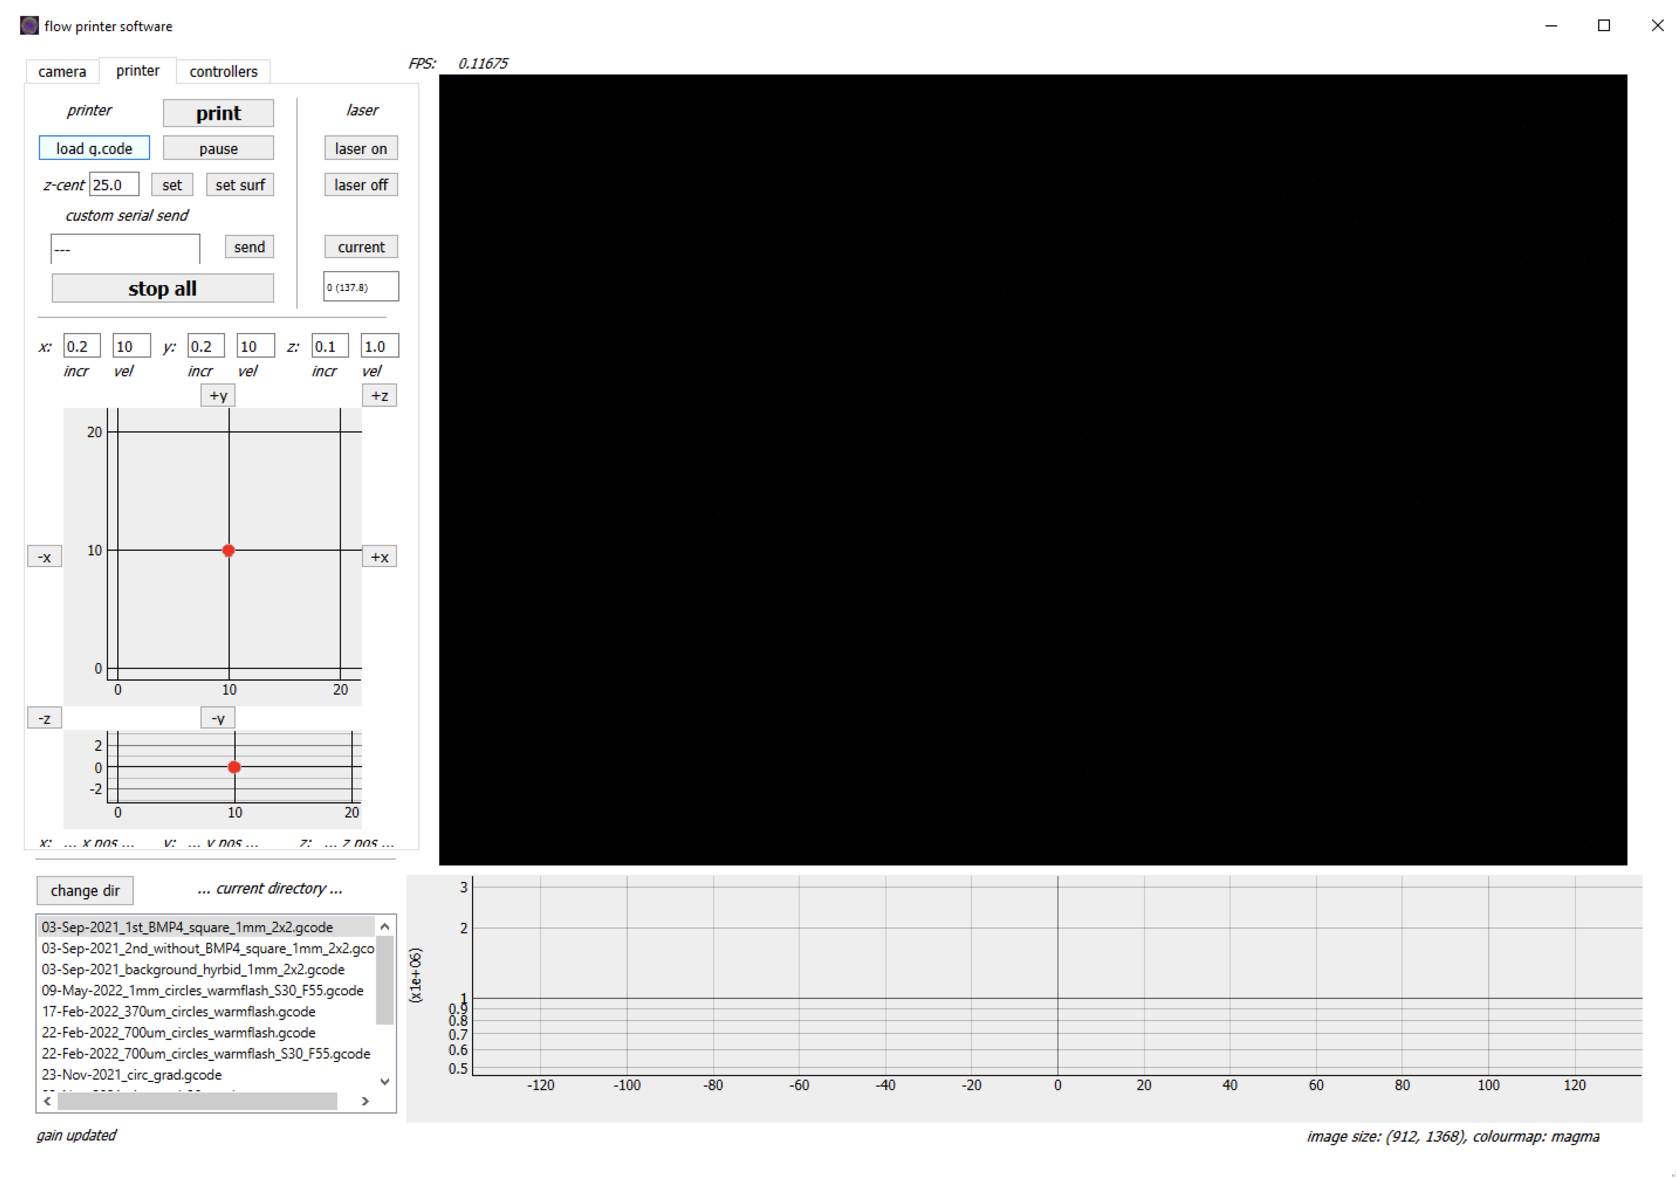 flow printer software
camera printer controllers
FPS: 0.11675
printer print laser
load g.code pause laser on
z-cent 25.0 set set surf laser off
custom serial send
--- send current
stop all 0 (137.8)
x: 0.2 10 y: 0.2 10 z: 0.1 1.0
incr vel incr vel incr vel
+y +z
20
-x 10 +x
0
0 10 20
-z -y
2
0
-2
0 10 20
x: ... x pos ... y: ... y pos ... z: ... z pos ...
change dir ... current directory ...
03-Sep-2021_1st_BMP4_square_1mm_2x2.gcode
03-Sep-2021_2nd_without_BMP4_square_1mm_2x2.gco
03-Sep-2021_background_hyrbid_1mm_2x2.gcode
09-May-2022_1mm_circles_warmflash_S30_F55.gcode
17-Feb-2022_370um_circles_warmflash.gcode
22-Feb-2022_700um_circles_warmflash.gcode
22-Feb-2022_700um_circles_warmflash_S30_F55.gcode
23-Nov-2021_circ_grad.gcode
(x1e+06)
3
2
1
0.9
0.8
0.7
0.6
0.5
-120 -100 -80 -60 -40 -20 0 20 40 60 80 100 120
gain updated
image size: (912, 1368), colourmap: magma